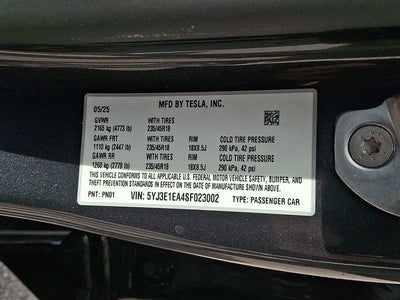 MFD BY TESLA, INC.
05/25
GVWR WITH TIRES
2165 kg (4773 lb) 235/45R18
GAWR FRT WITH TIRES RIM COLD TIRE PRESSURE
1110 kg (2447 lb) 235/45R18 18X8.5J 290 kPa, 42 psi
GAWR RR WITH TIRES RIM COLD TIRE PRESSURE
1260 kg (2778 lb) 235/45R18 18X8.5J 290 kPa, 42 psi
THIS VEHICLE CONFORMS TO ALL APPLICABLE U.S. FEDERAL MOTOR VEHICLE SAFETY, BUMPER, AND
THEFT PREVENTION STANDARDS IN EFFECT ON THE DATE OF MANUFACTURE SHOWN ABOVE.
PNT: PN01 VIN: 5YJ3E1EA4SF023002 TYPE: PASSENGER CAR